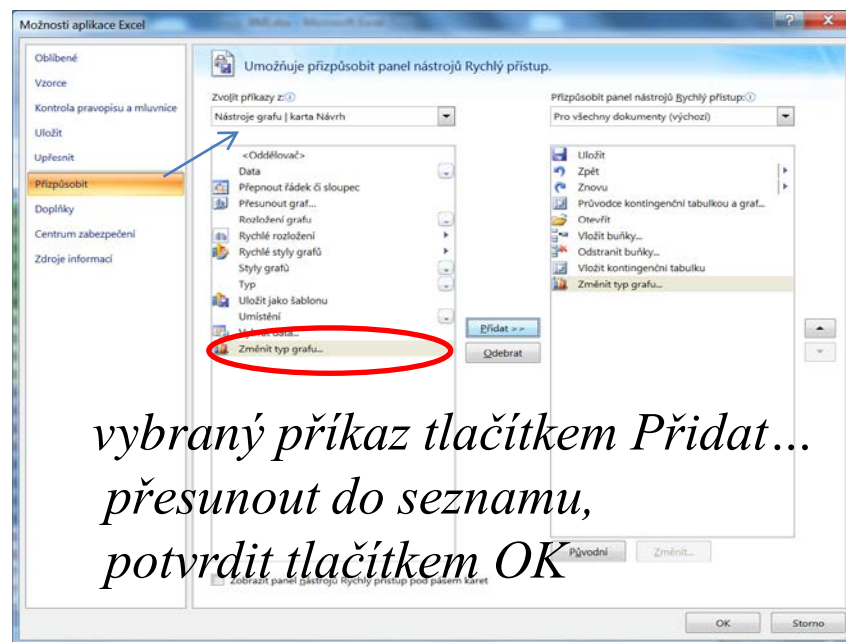 Možnosti aplikace Excel
Oblíbené
Vzorce
Kontrola pravopisu a mluvnice
Uložit
Upřesnit
Přizpůsobit
Doplňky
Centrum zabezpečení
Zdroje informací
Umožňuje přizpůsobit panel nástrojů Rychlý přístup.
Zvolit příkazy z:
Nástroje grafu | karta Návrh
<Oddělovač>
Data
Přepnout řádek či sloupec
Přesunout graf...
Rozložení grafu
Rychlé rozložení
Rychlé styly grafů
Styly grafů
Typ
Uložit jako šablonu
Umístění
Vybrat data...
Změnit typ grafu...
Přidat >>
Odebrat
Přizpůsobit panel nástrojů Rychlý přístup:
Pro všechny dokumenty (výchozí)
Uložit
Zpět
Znovu
Průvodce kontingenční tabulkou a graf...
Otevřít
Vložit buňky...
Odstranit buňky...
Vložit kontingenční tabulku
Změnit typ grafu...
vybraný příkaz tlačítkem Přidat…
přesunout do seznamu,
potvrdit tlačítkem OK
Původní
Změnit...
Zobrazit panel nástrojů Rychlý přístup pod pásem karet
OK
Storno